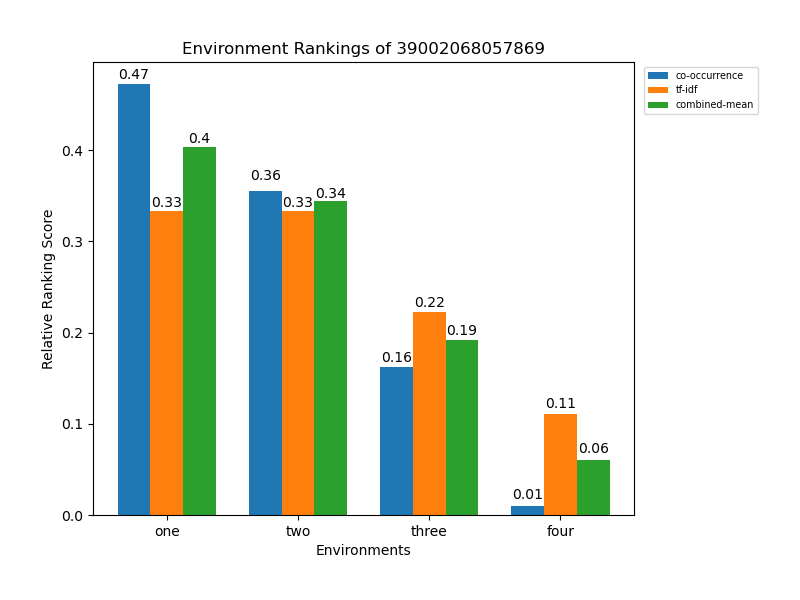 Environment Rankings of 39002068057869
co-occurrence
tf-idf
combined-mean
0.47
0.33
0.4
0.36
0.33
0.34
0.16
0.22
0.19
0.01
0.11
0.06
Relative Ranking Score
0.4
0.3
0.2
0.1
0.0
one two three four
Environments